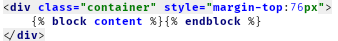 <div class="container" style="margin-top:76px">
    {% block content %}{% endblock %}
</div>